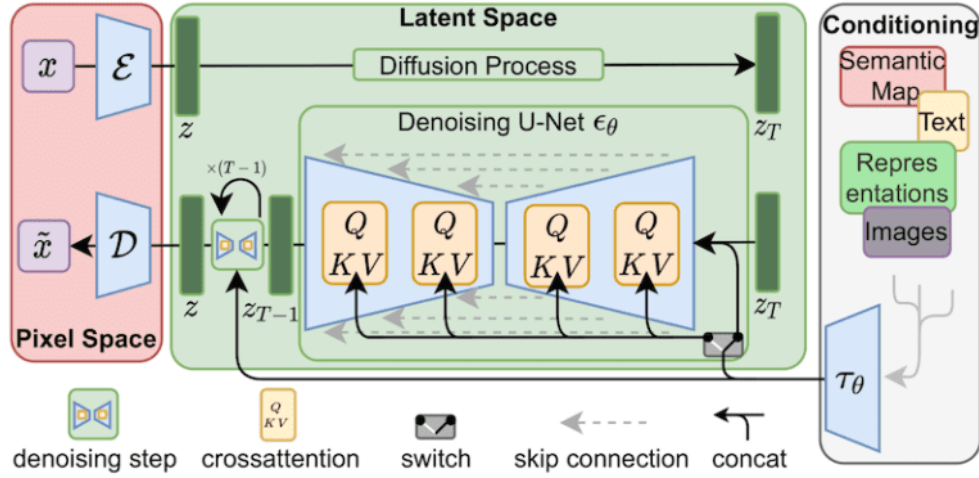 Latent Space
Conditioning
x
ℰ
z
Diffusion Process
z_T
Semantic
Map
Text
Repres
entations
Images
Denoising U-Net ϵ_θ
×(T−1)
Q
KV
Q
KV
Q
KV
Q
KV
x̃
𝒟
z
z_{T−1}
z_T
Pixel Space
τ_θ
Q
KV
denoising step
crossattention
switch
skip connection
concat